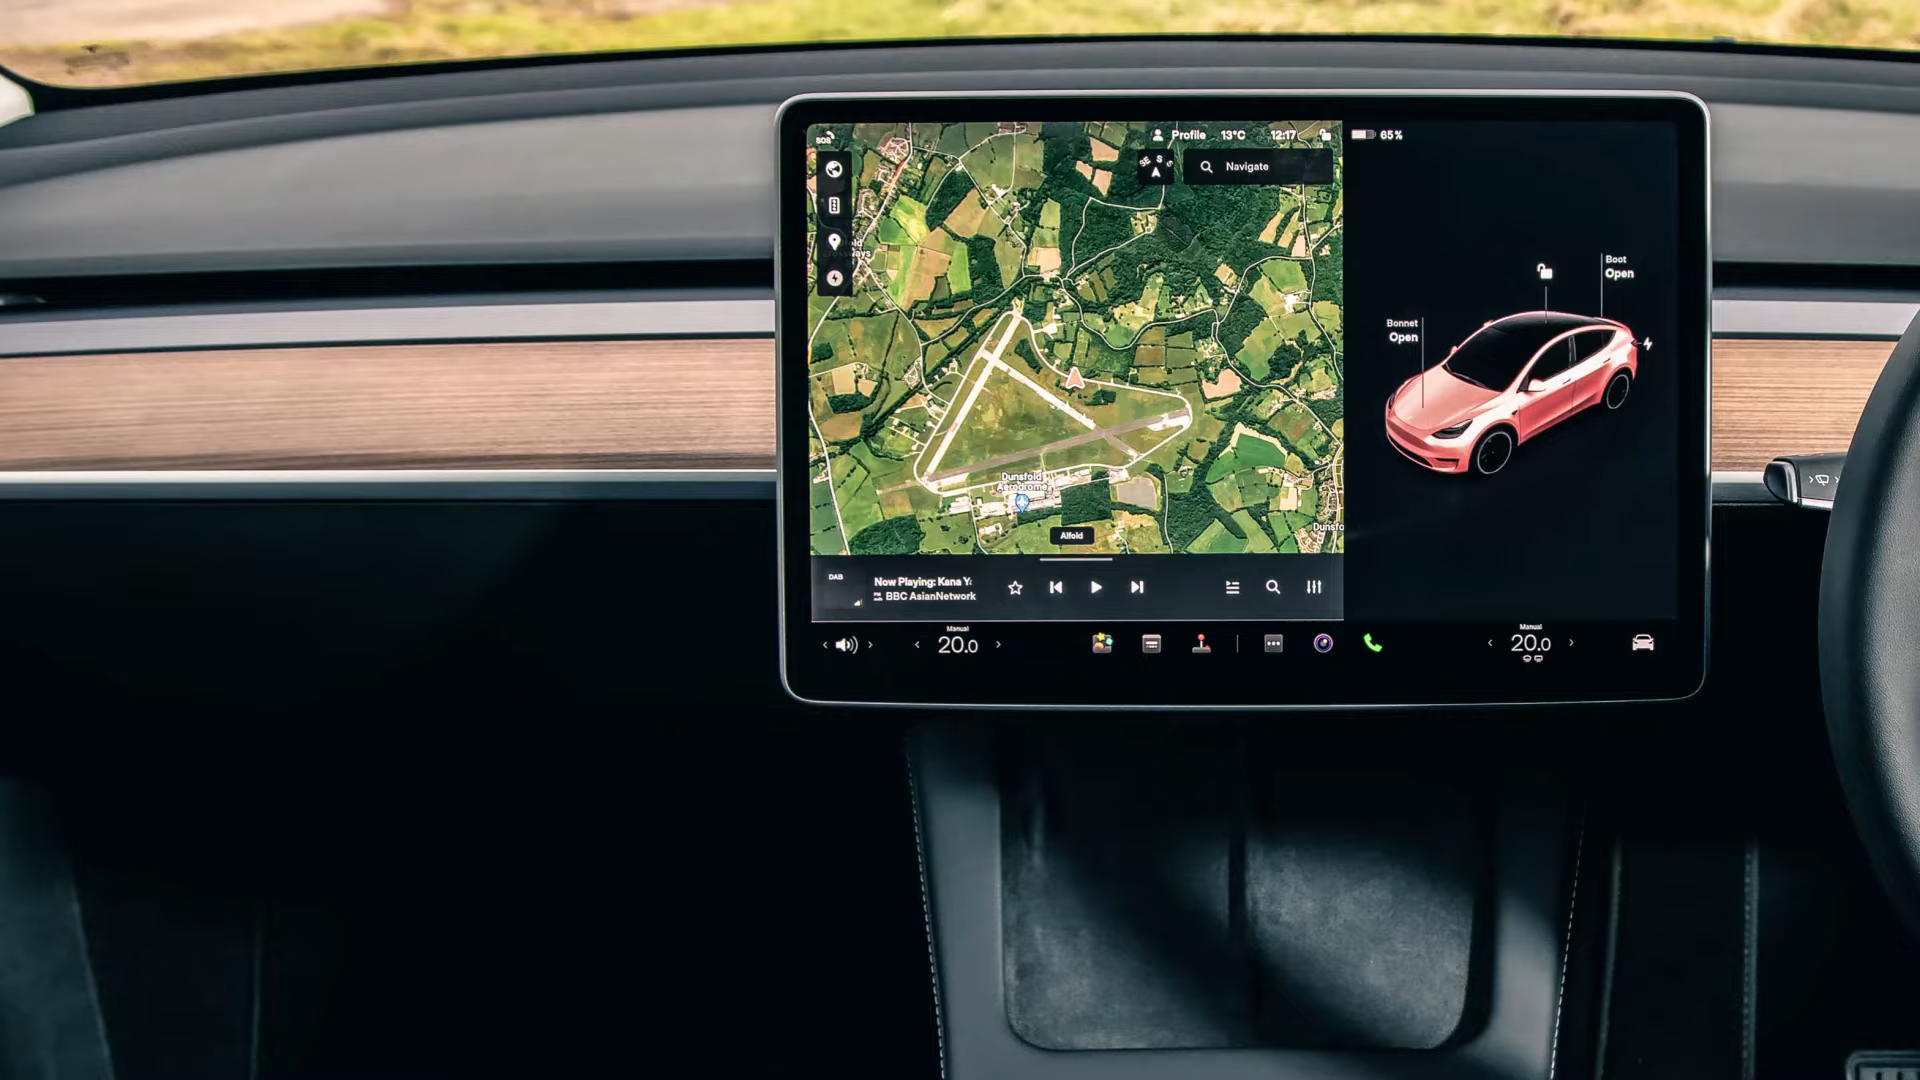 SOS
Profile 13°C 12:17
65%
SE S
Navigate
Boot
Open
Bonnet
Open
Dunsfold
Aerodrome
Dunsfo
Alfold
DAB
Now Playing: Kana Y
BBC AsianNetwork
Manual
20.0
Manual
20.0